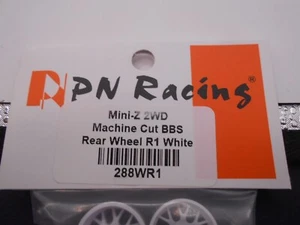 PN Racing®
Mini-Z 2WD
Machine Cut BBS
Rear Wheel R1 White
288WR1